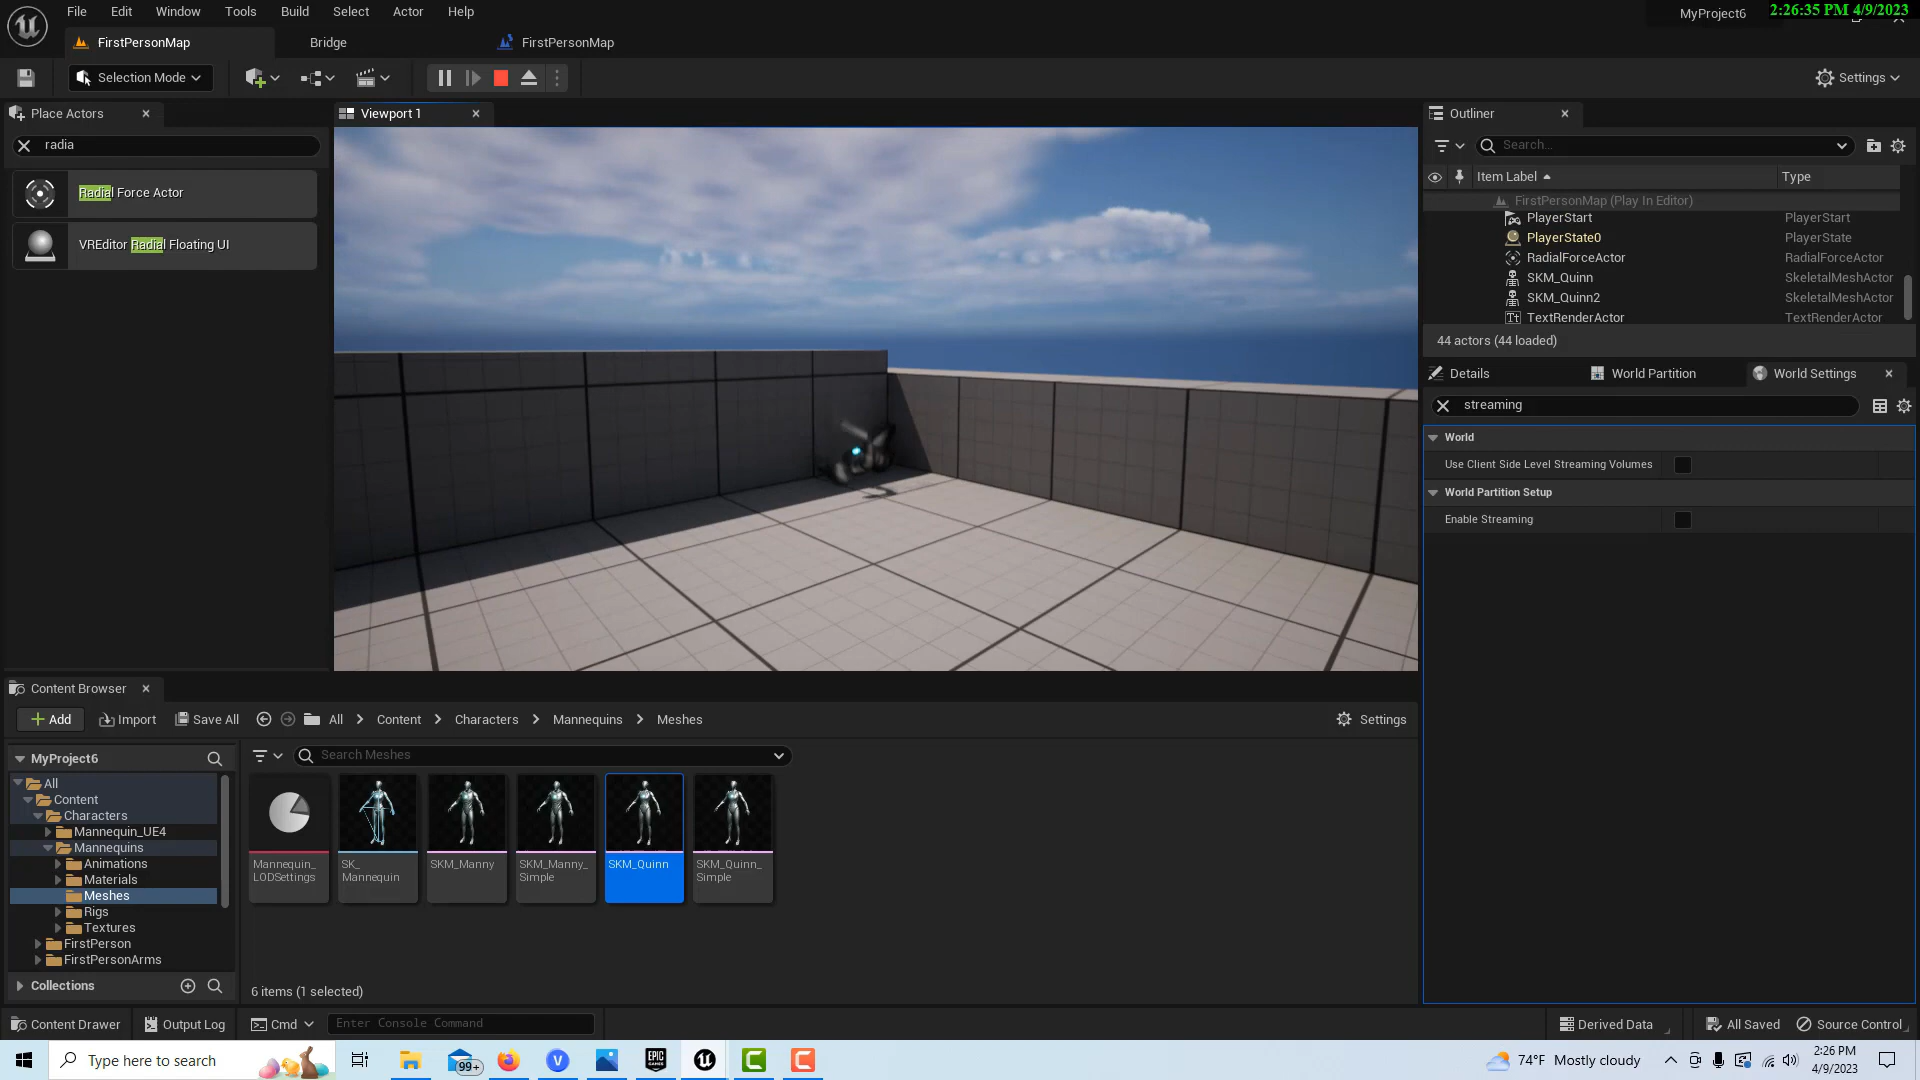 File Edit Window Tools Build Select Actor Help
MyProject6
2:26:35 PM 4/9/2023
FirstPersonMap
Bridge
FirstPersonMap
Selection Mode
Settings
Place Actors
radia
Radial Force Actor
VREditor Radial Floating UI
Viewport 1
Outliner
Search...
Item Label Type
FirstPersonMap (Play In Editor)
PlayerStart PlayerStart
PlayerState0 PlayerState
RadialForceActor RadialForceActor
SKM_Quinn SkeletalMeshActor
SKM_Quinn2 SkeletalMeshActor
Tt TextRenderActor TextRenderActor
44 actors (44 loaded)
Details World Partition World Settings
streaming
World
Use Client Side Level Streaming Volumes
World Partition Setup
Enable Streaming
Content Browser
Add Import Save All All Content Characters Mannequins Meshes Settings
MyProject6
All
Content
Characters
Mannequin_UE4
Mannequins
Animations
Materials
Meshes
Rigs
Textures
FirstPerson
FirstPersonArms
Collections
Search Meshes
Mannequin_
LODSettings
SK_
Mannequin
SKM_Manny
SKM_Manny_
Simple
SKM_Quinn
SKM_Quinn_
Simple
6 items (1 selected)
Content Drawer Output Log Cmd Enter Console Command Derived Data All Saved Source Control
Type here to search
99+
V
EPIC
GAMES
C
C
74°F Mostly cloudy
2:26 PM
4/9/2023